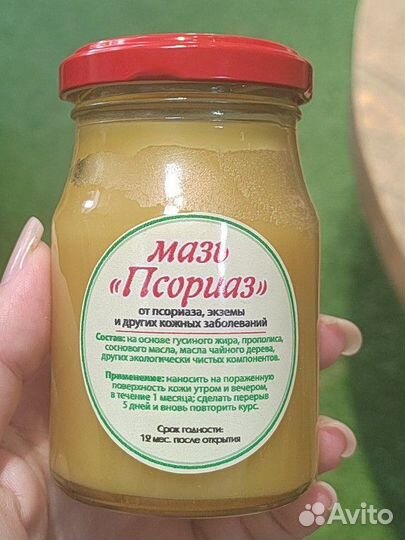 мазь
«Псориаз»
от псориаза, экземы
и других кожных заболеваний
Состав: на основе гусиного жира, прополиса,
соснового масла, масла чайного дерева,
других экологически чистых компонентов.
Применение: наносить на пораженную
поверхность кожи утром и вечером,
в течение 1 месяца; сделать перерыв
5 дней и вновь повторить курс.
Срок годности:
12 мес. после открытия
Avito